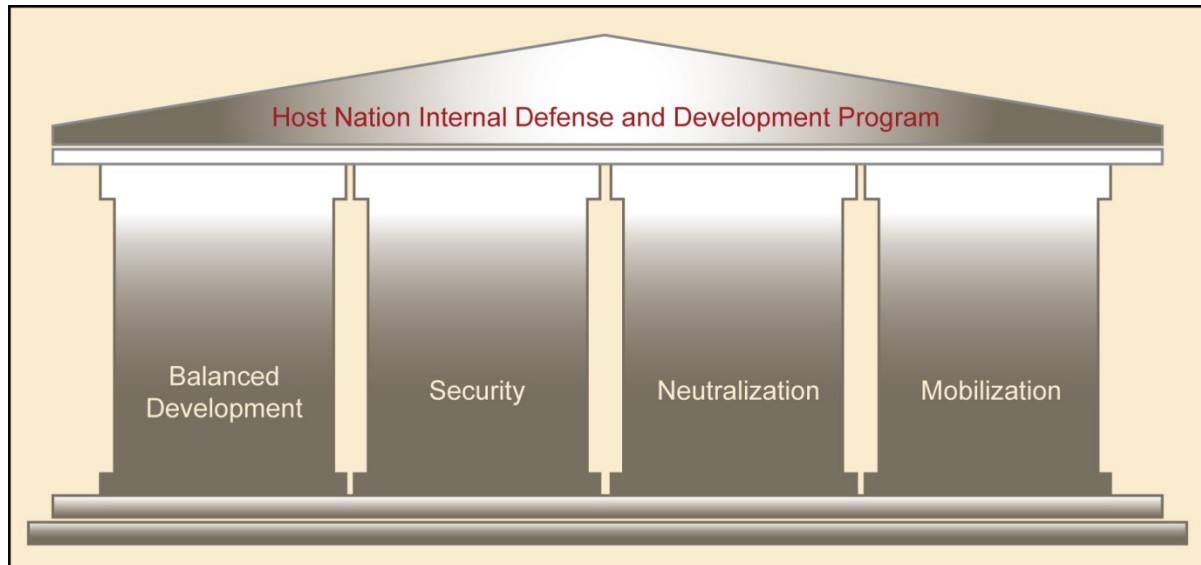 Host Nation Internal Defense and Development Program
Balanced
Development
Security
Neutralization
Mobilization